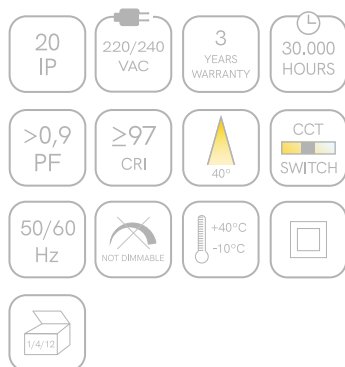 20
IP
220/240
VAC
3
YEARS
WARRANTY
30.000
HOURS
>0,9
PF
≥97
CRI
40°
CCT
SWITCH
50/60
Hz
NOT DIMMABLE
+40°C
-10°C
1/4/12